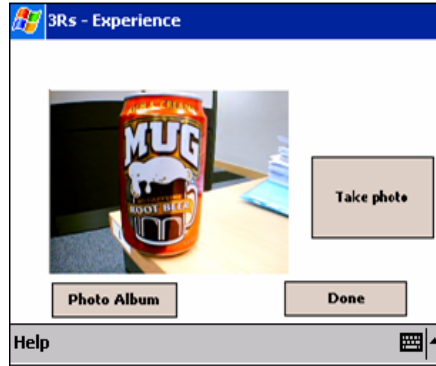 3Rs - Experience
MUG
ROOT BEER
Take photo
Photo Album
Done
Help